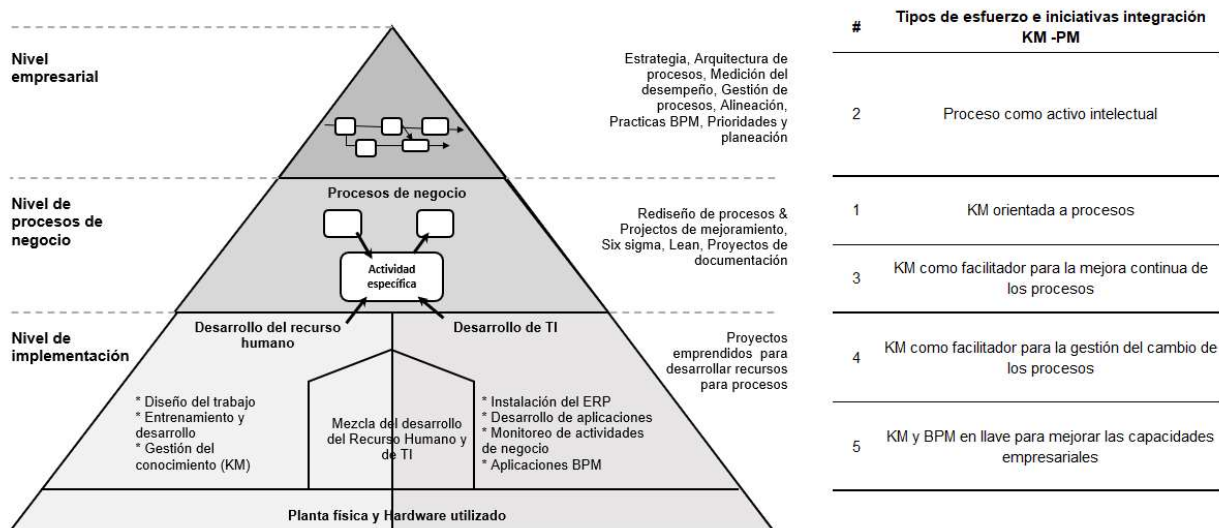 Nivel
empresarial
Estrategia, Arquitectura de
procesos, Medición del
desempeño, Gestión de
procesos, Alineación,
Practicas BPM, Prioridades y
planeación
Nivel de
procesos de
negocio
Procesos de negocio
Actividad
específica
Rediseño de procesos &
Projectos de mejoramiento,
Six sigma, Lean, Proyectos de
documentación
Nivel de
implementación
Desarrollo del recurso
humano
Desarrollo de TI
Proyectos
emprendidos para
desarrollar recursos
para procesos
* Diseño del trabajo
* Entrenamiento y
desarrollo
* Gestión del
conocimiento (KM)
Mezcla del desarrollo
del Recurso Humano y
de TI
* Instalación del ERP
* Desarrollo de aplicaciones
* Monitoreo de actividades
de negocio
* Aplicaciones BPM
Planta física y Hardware utilizado
# Tipos de esfuerzo e iniciativas integración
KM -PM
2 Proceso como activo intelectual
1 KM orientada a procesos
3 KM como facilitador para la mejora continua de
los procesos
4 KM como facilitador para la gestión del cambio de
los procesos
5 KM y BPM en llave para mejorar las capacidades
empresariales